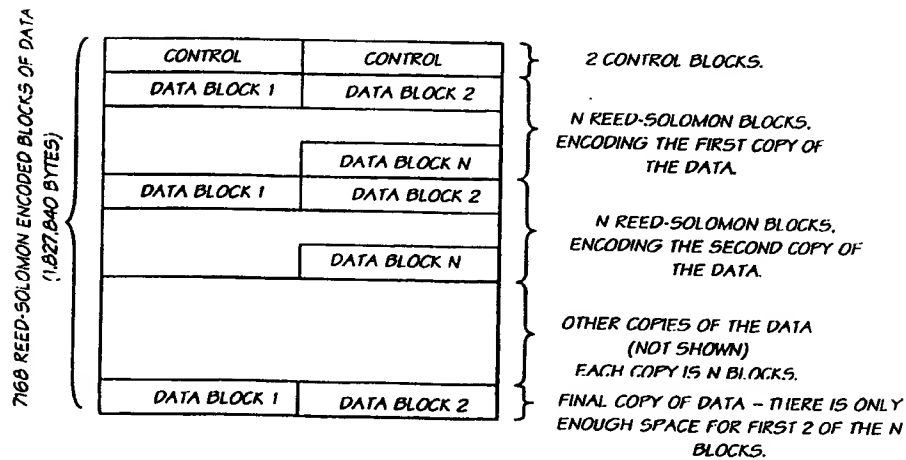 7168 REED-SOLOMON ENCODED BLOCKS OF DATA
(1,827,840 BYTES)
CONTROL CONTROL
2 CONTROL BLOCKS.
DATA BLOCK 1 DATA BLOCK 2
N REED-SOLOMON BLOCKS,
ENCODING THE FIRST COPY OF
THE DATA.
DATA BLOCK N
DATA BLOCK 1 DATA BLOCK 2
N REED-SOLOMON BLOCKS,
ENCODING THE SECOND COPY OF
THE DATA.
DATA BLOCK N
OTHER COPIES OF THE DATA
(NOT SHOWN)
EACH COPY IS N BLOCKS.
DATA BLOCK 1 DATA BLOCK 2
FINAL COPY OF DATA - THERE IS ONLY
ENOUGH SPACE FOR FIRST 2 OF THE N
BLOCKS.